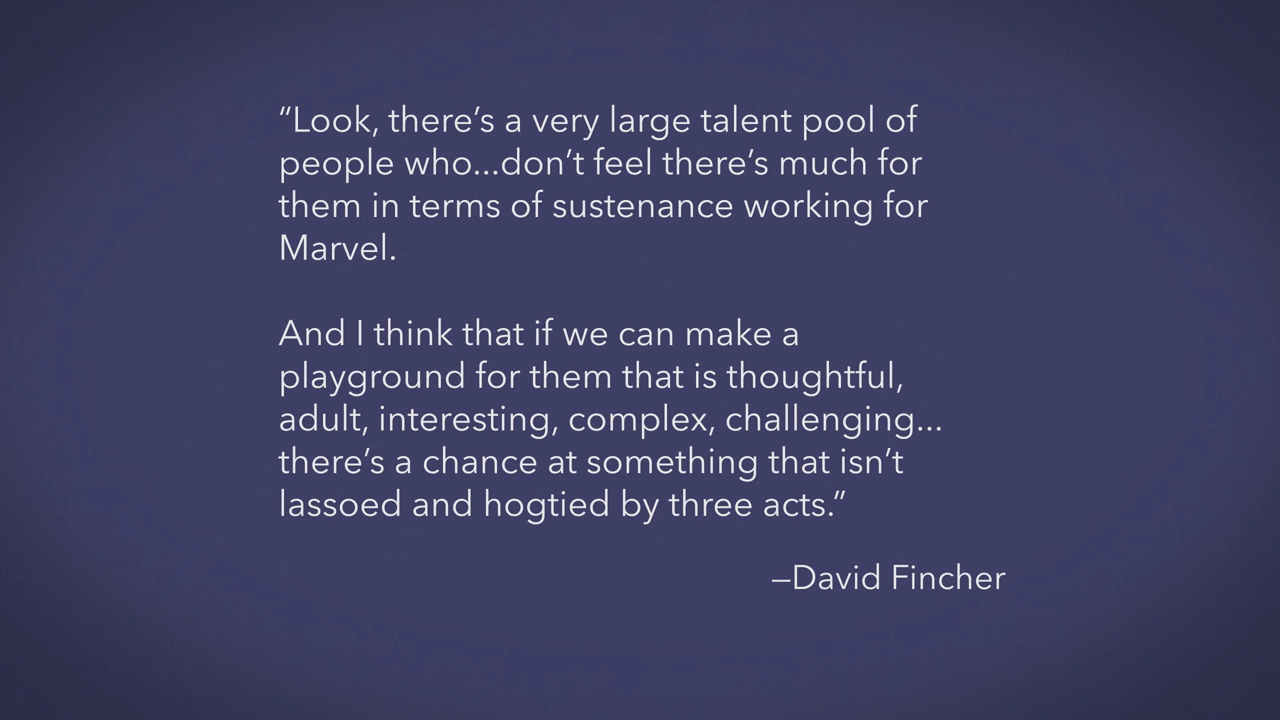 “Look, there’s a very large talent pool of
people who...don’t feel there’s much for
them in terms of sustenance working for
Marvel.
And I think that if we can make a
playground for them that is thoughtful,
adult, interesting, complex, challenging...
there’s a chance at something that isn’t
lassoed and hogtied by three acts.”
–David Fincher